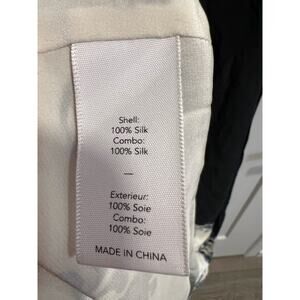 Shell:
100% Silk
Combo:
100% Silk
—
Exterieur:
100% Soie
Combo:
100% Soie
MADE IN CHINA